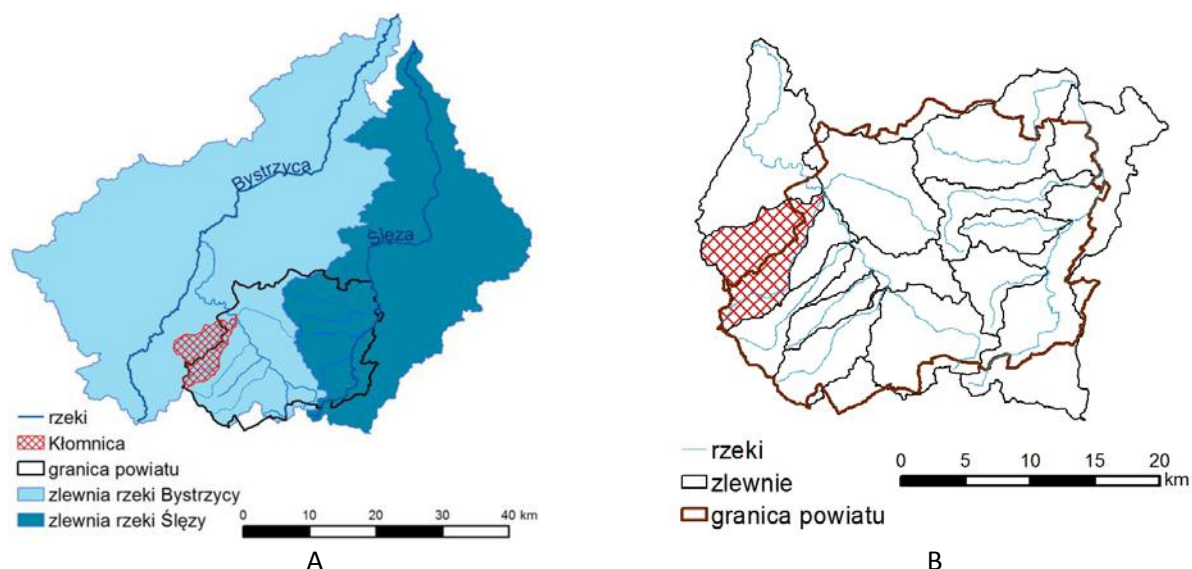 Bystrzyca
Ślęza
rzeki
Kłomnica
granica powiatu
zlewnia rzeki Bystrzycy
zlewnia rzeki Ślęzy
0 10 20 30 40 km
A
rzeki
zlewnie
granica powiatu
0 5 10 15 20
km
B